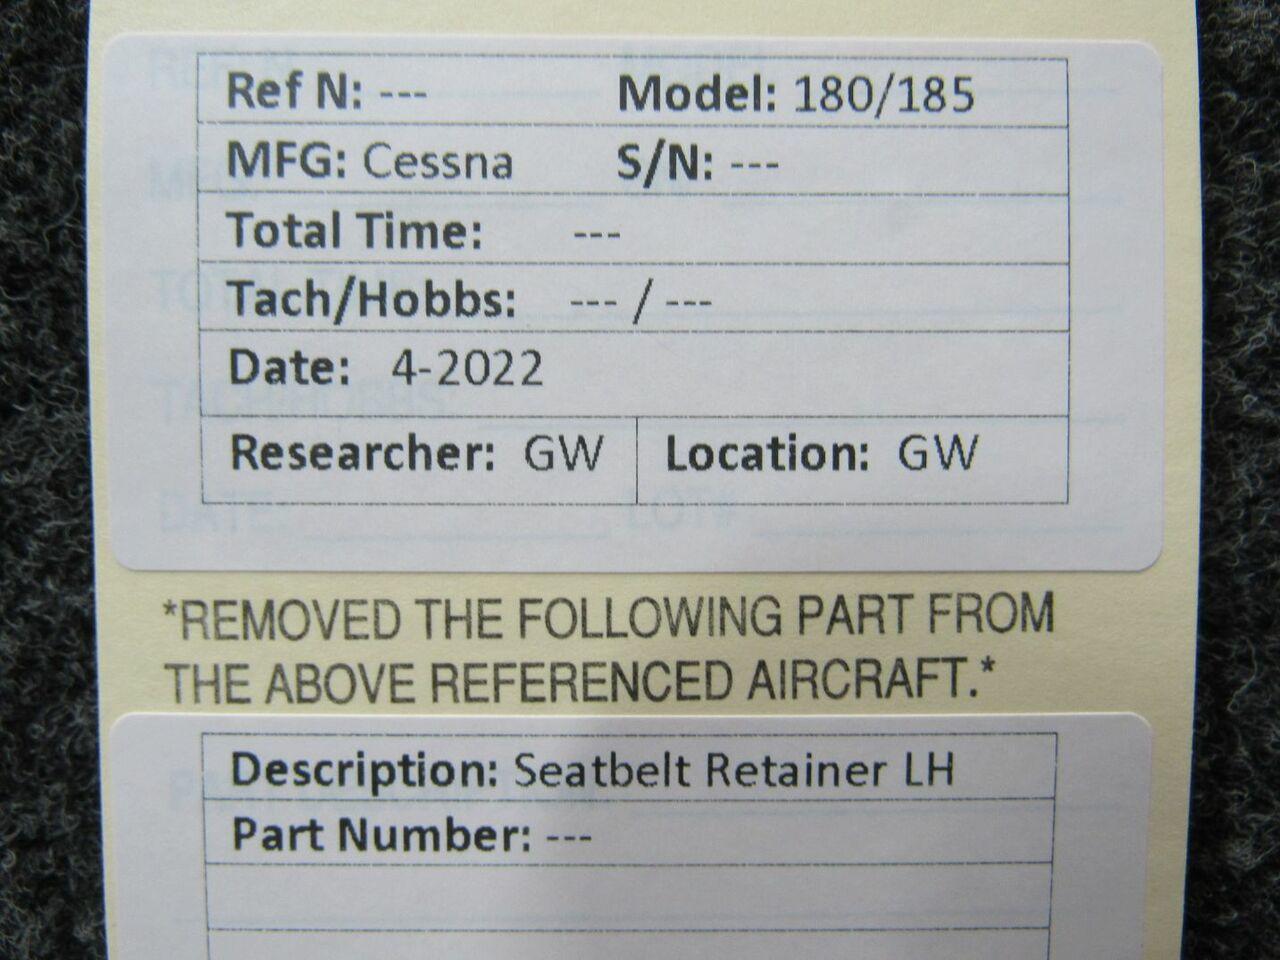 Ref N: --- Model: 180/185
MFG: Cessna S/N: ---
Total Time: ---
Tach/Hobbs: --- / ---
Date: 4-2022
Researcher: GW Location: GW
*REMOVED THE FOLLOWING PART FROM
THE ABOVE REFERENCED AIRCRAFT.*
Description: Seatbelt Retainer LH
Part Number: ---